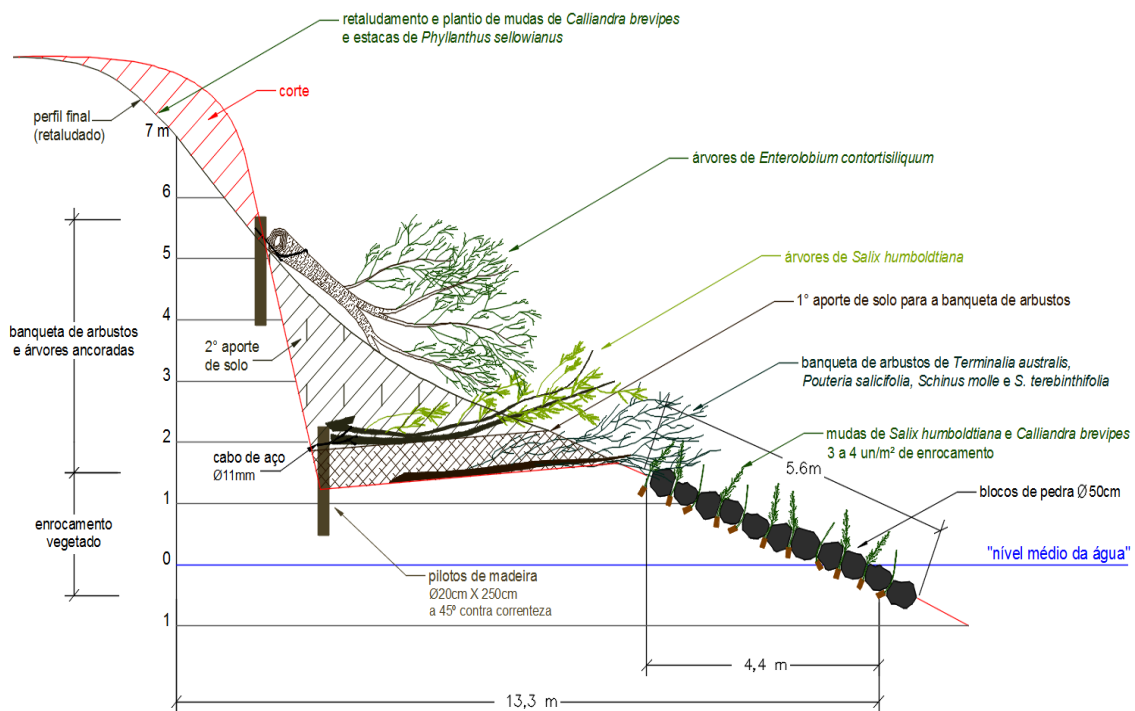 retaludamento e plantio de mudas de Calliandra brevipes
e estacas de Phyllanthus sellowianus
corte
perfil final
(retaludado)
7 m
árvores de Enterolobium contortisiliquum
6
árvores de Salix humboldtiana
5
1° aporte de solo para a banqueta de arbustos
banqueta de arbustos
e árvores ancoradas
4
2° aporte
de solo
banqueta de arbustos de Terminalia australis,
Pouteria salicifolia, Schinus molle e S. terebinthifolia
3
mudas de Salix humboldtiana e Calliandra brevipes
3 a 4 un/m² de enrocamento
2
cabo de aço
Ø11mm
5.6m
blocos de pedra Ø50cm
1
enrocamento
vegetado
0
"nível médio da água"
pilotos de madeira
Ø20cm X 250cm
a 45º contra correnteza
1
4,4 m
13,3 m